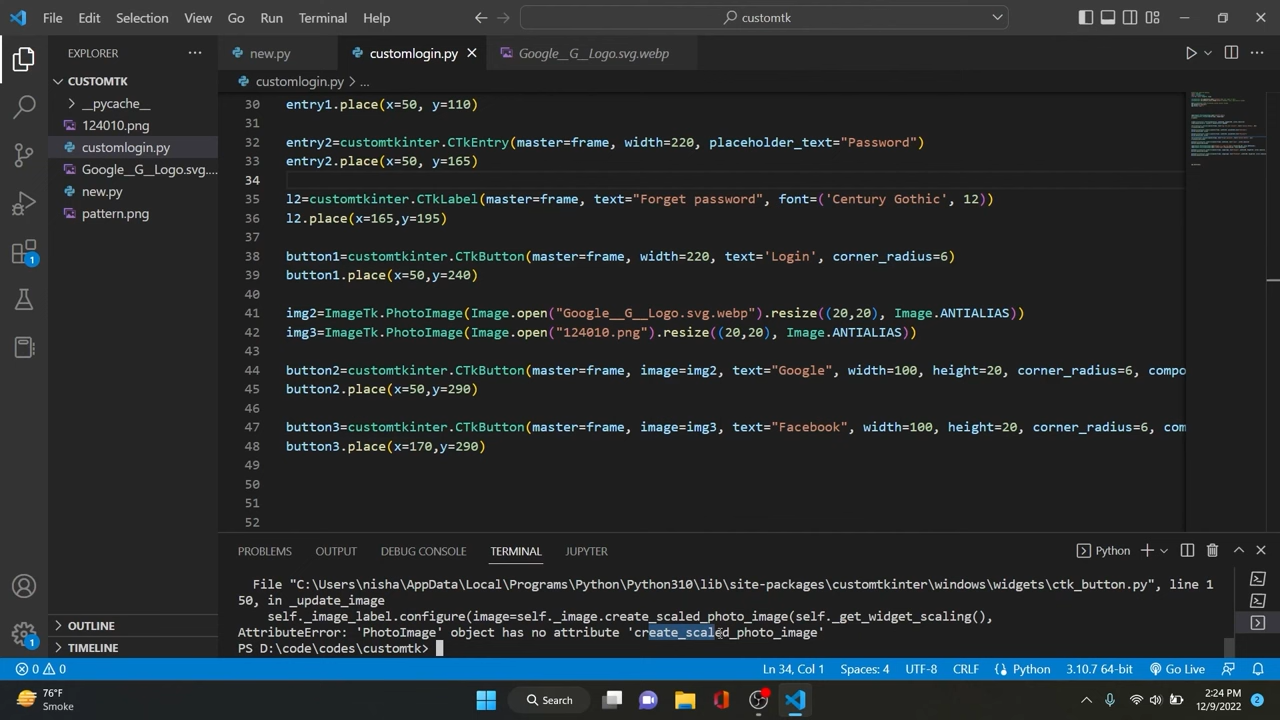 File Edit Selection View Go Run Terminal Help customtk
EXPLORER
new.py customlogin.py Google__G__Logo.svg.webp
CUSTOMTK
customlogin.py > ...
__pycache__
124010.png
customlogin.py
Google__G__Logo.svg....
new.py
pattern.png
30 entry1.place(x=50, y=110)
31
32 entry2=customtkinter.CTkEntry(master=frame, width=220, placeholder_text="Password")
33 entry2.place(x=50, y=165)
34
35 l2=customtkinter.CTkLabel(master=frame, text="Forget password", font=('Century Gothic', 12))
36 l2.place(x=165,y=195)
37
38 button1=customtkinter.CTkButton(master=frame, width=220, text='Login', corner_radius=6)
39 button1.place(x=50,y=240)
40
41 img2=ImageTk.PhotoImage(Image.open("Google__G__Logo.svg.webp").resize((20,20), Image.ANTIALIAS))
42 img3=ImageTk.PhotoImage(Image.open("124010.png").resize((20,20), Image.ANTIALIAS))
43
44 button2=customtkinter.CTkButton(master=frame, image=img2, text="Google", width=100, height=20, corner_radius=6, compo
45 button2.place(x=50,y=290)
46
47 button3=customtkinter.CTkButton(master=frame, image=img3, text="Facebook", width=100, height=20, corner_radius=6, com
48 button3.place(x=170,y=290)
49
50
51
52
PROBLEMS OUTPUT DEBUG CONSOLE TERMINAL JUPYTER Python
File "C:\Users\nisha\AppData\Local\Programs\Python\Python310\lib\site-packages\customtkinter\windows\widgets\ctk_button.py", line 1
50, in _update_image
self._image_label.configure(image=self._image.create_scaled_photo_image(self._get_widget_scaling(),
AttributeError: 'PhotoImage' object has no attribute 'create_scaled_photo_image'
PS D:\code\codes\customtk>
OUTLINE
TIMELINE
1
1
0 0 Ln 34, Col 1 Spaces: 4 UTF-8 CRLF Python 3.10.7 64-bit Go Live
76°F
Smoke
Search
2:24 PM
12/9/2022
2